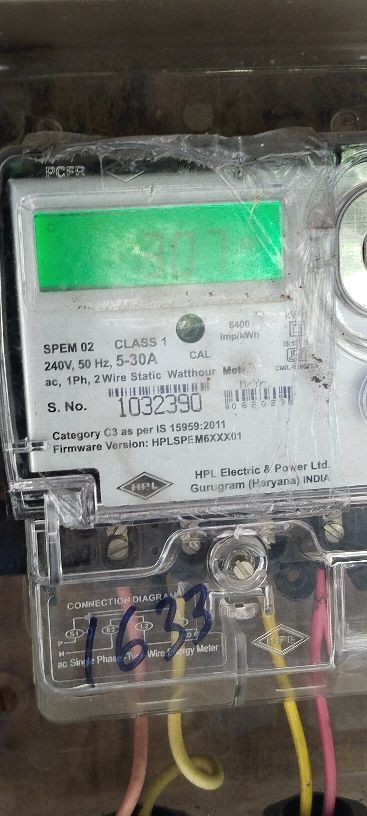 307
SPEM 02 CLASS 1
6400
imp/kWh
240V, 50 Hz, 5-30A CAL
ac, 1Ph, 2 Wire Static Watthour Meter
M/Yr
S. No. 1032390
062023
Category C3 as per IS 15959:2011
Firmware Version: HPLSPEM6XXX01
HPL
HPL Electric & Power Ltd.
Gurugram (Haryana) INDIA
CONNECTION DIAGRAM
1633
ac Single Phase Two Wire Energy Meter
HPL